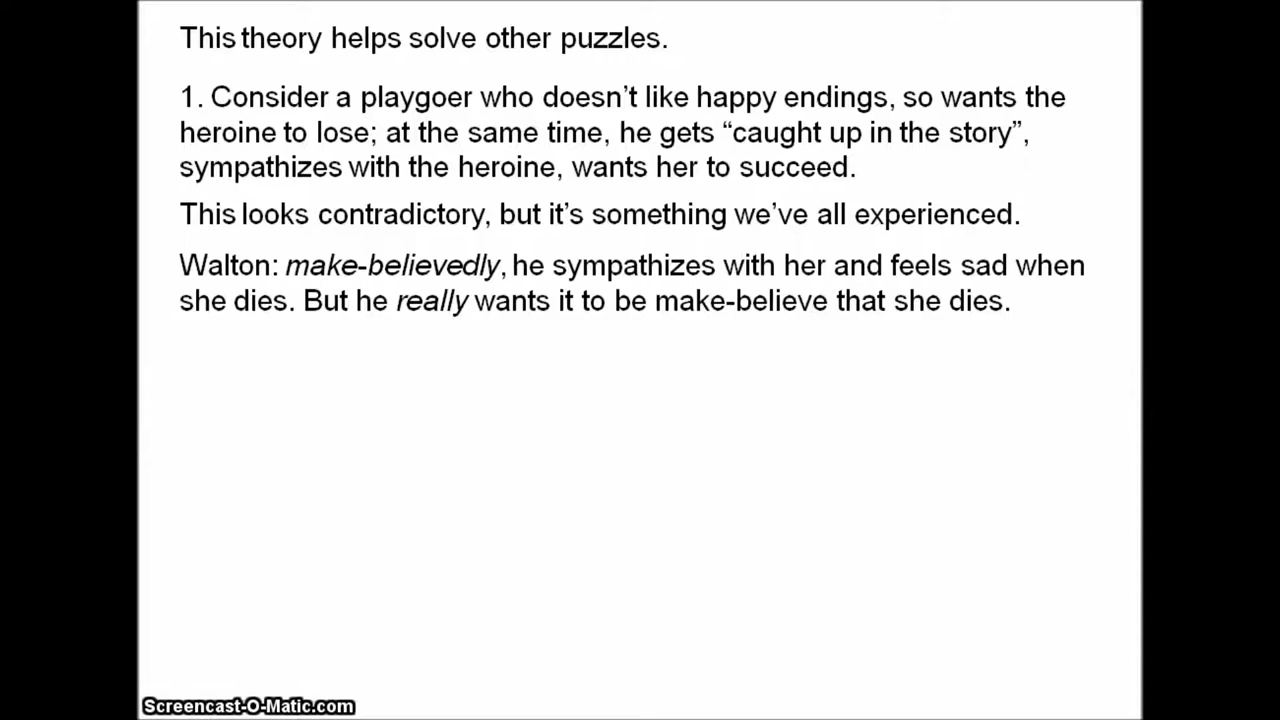 This theory helps solve other puzzles.
1. Consider a playgoer who doesn’t like happy endings, so wants the
heroine to lose; at the same time, he gets “caught up in the story”,
sympathizes with the heroine, wants her to succeed.
This looks contradictory, but it’s something we’ve all experienced.
Walton: make-believedly, he sympathizes with her and feels sad when
she dies. But he really wants it to be make-believe that she dies.
Screencast-O-Matic.com